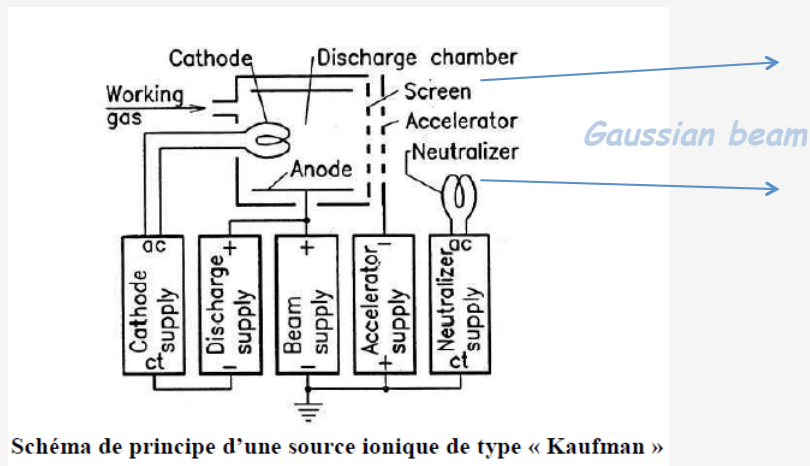 Cathode
Discharge chamber
Working
gas
Screen
Accelerator
Gaussian beam
Neutralizer
Anode
ac
+
+
−
ac
Cathode
supply
Discharge
supply
Beam
supply
Accelerator
supply
Neutralizer
supply
ct
−
−
+
ct
Schéma de principe d’une source ionique de type « Kaufman »